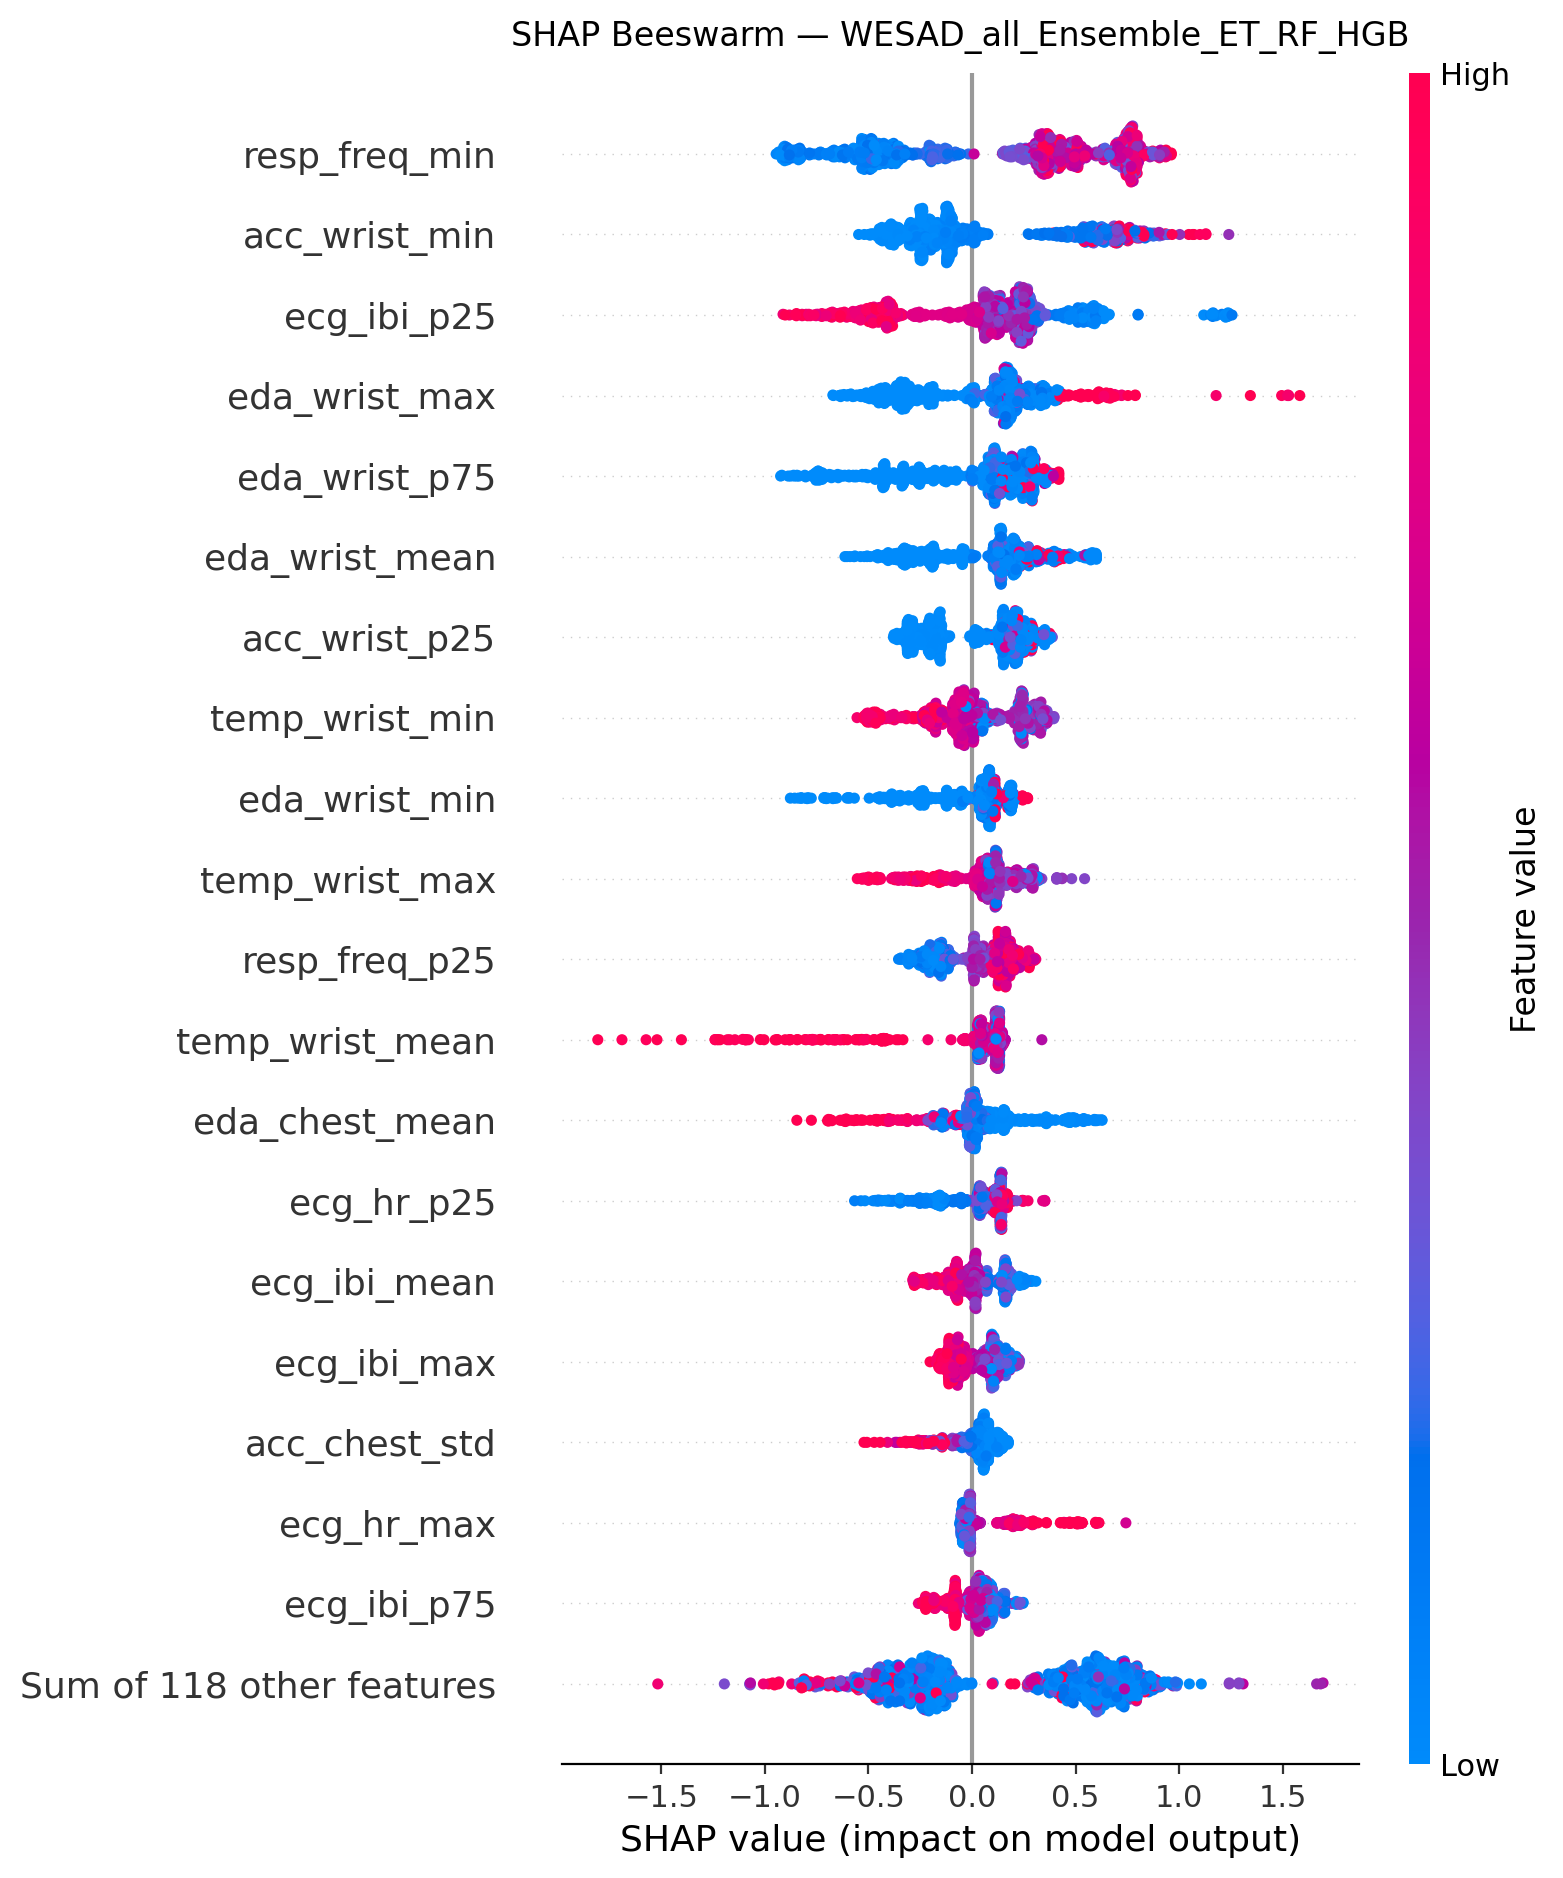 SHAP Beeswarm — WESAD_all_Ensemble_ET_RF_HGB
High
resp_freq_min
acc_wrist_min
ecg_ibi_p25
eda_wrist_max
eda_wrist_p75
eda_wrist_mean
acc_wrist_p25
temp_wrist_min
eda_wrist_min
temp_wrist_max
resp_freq_p25
temp_wrist_mean
eda_chest_mean
ecg_hr_p25
ecg_ibi_mean
ecg_ibi_max
acc_chest_std
ecg_hr_max
ecg_ibi_p75
Sum of 118 other features
Feature value
Low
−1.5 −1.0 −0.5 0.0 0.5 1.0 1.5
SHAP value (impact on model output)